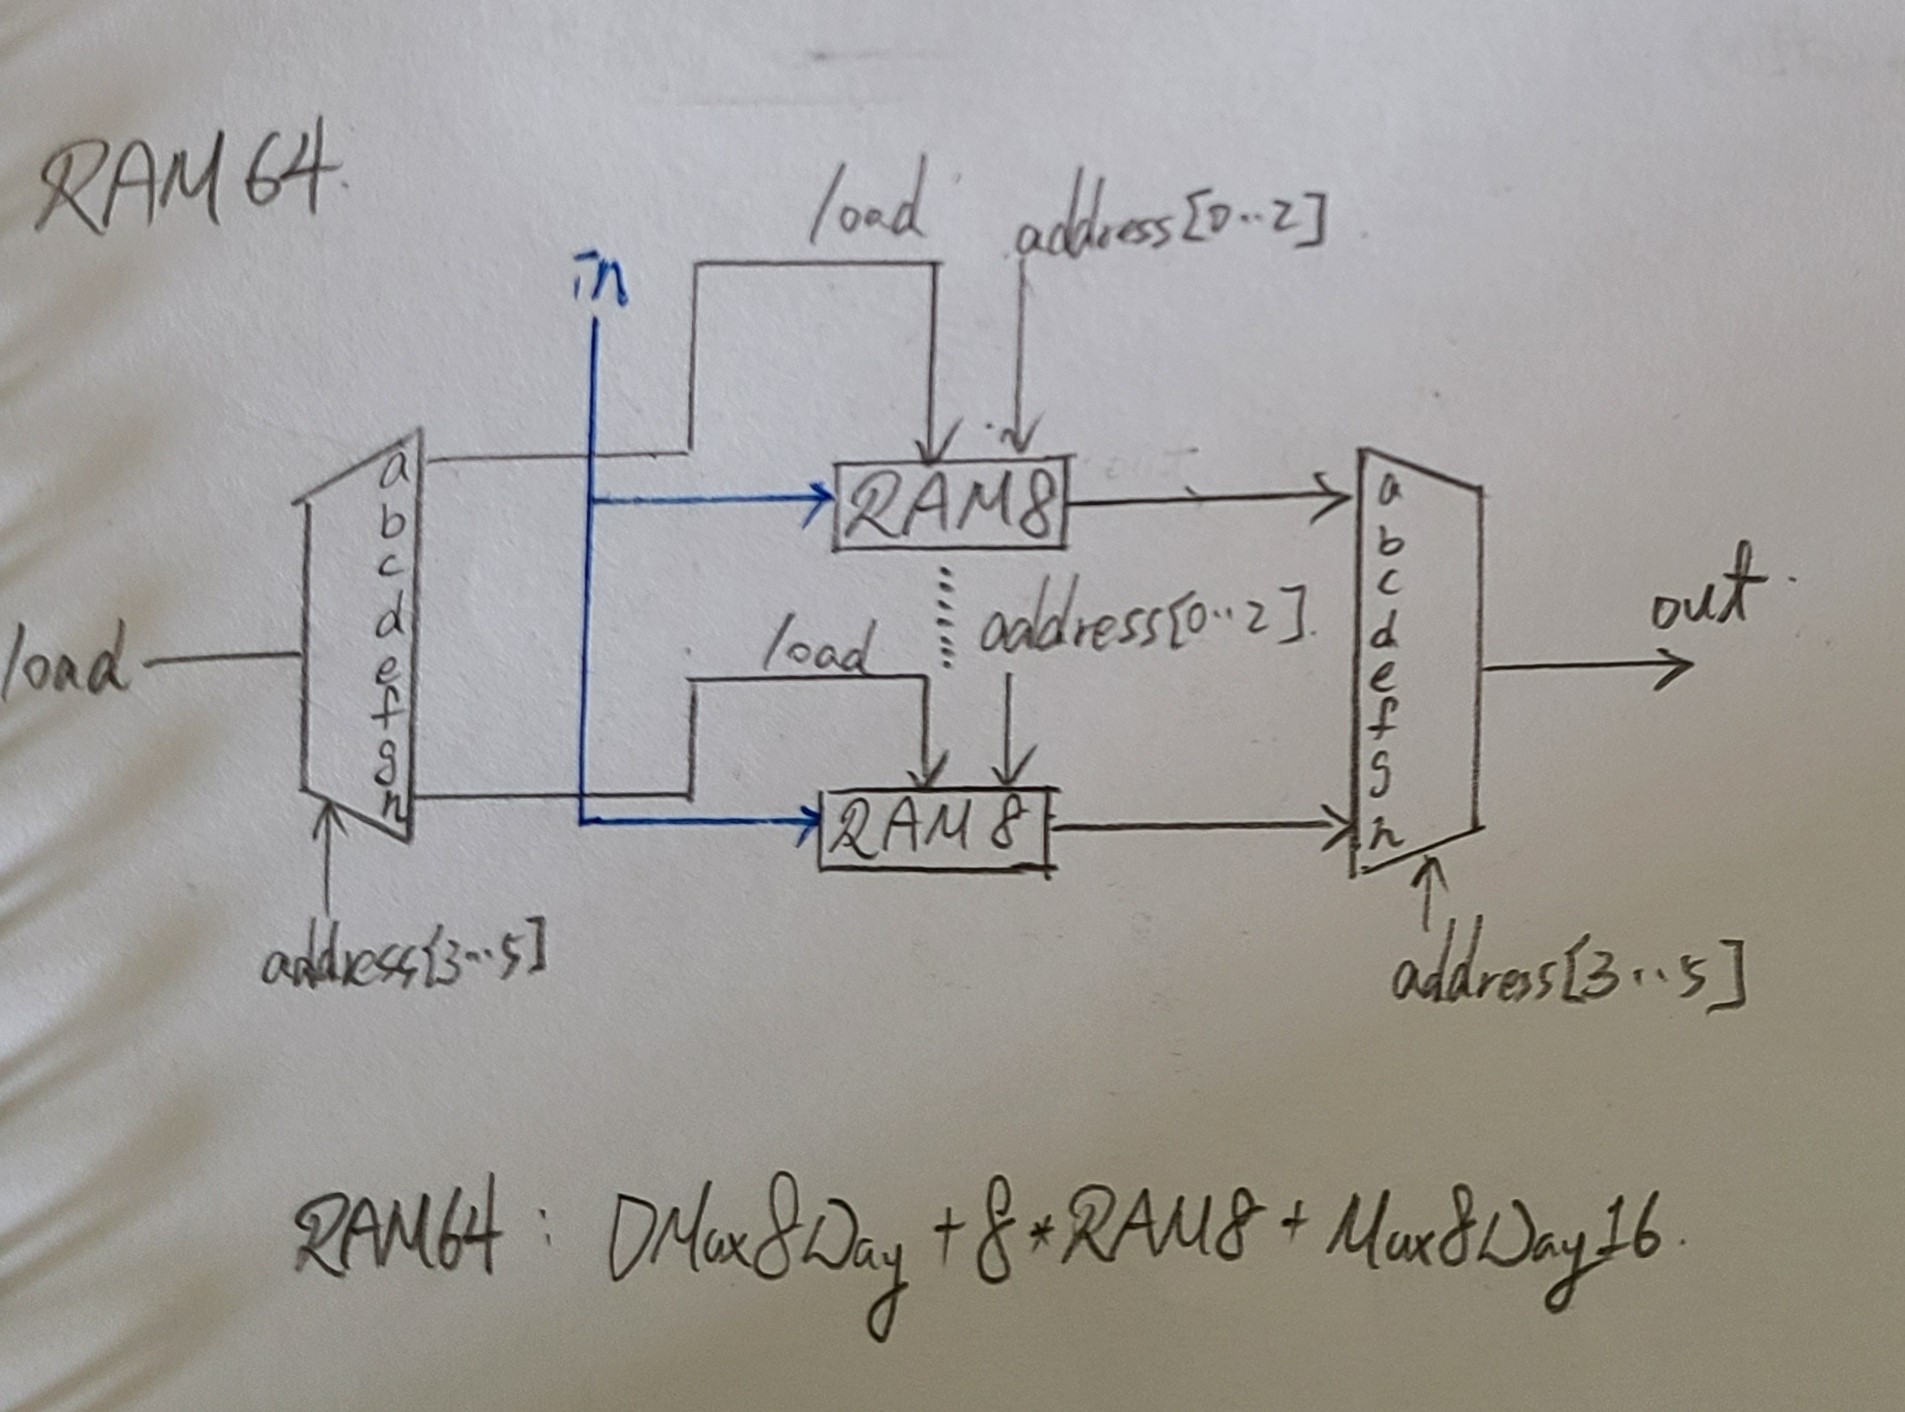 RAM64.
load
address[0..2]
in
a
b
c
d
e
f
g
h
RAM8
a
b
c
d
e
f
g
h
load
load
address[0..2].
out.
RAM8
address[3..5]
address[3..5]
RAM64 : DMux8Way + 8*RAM8 + Mux8Way16.